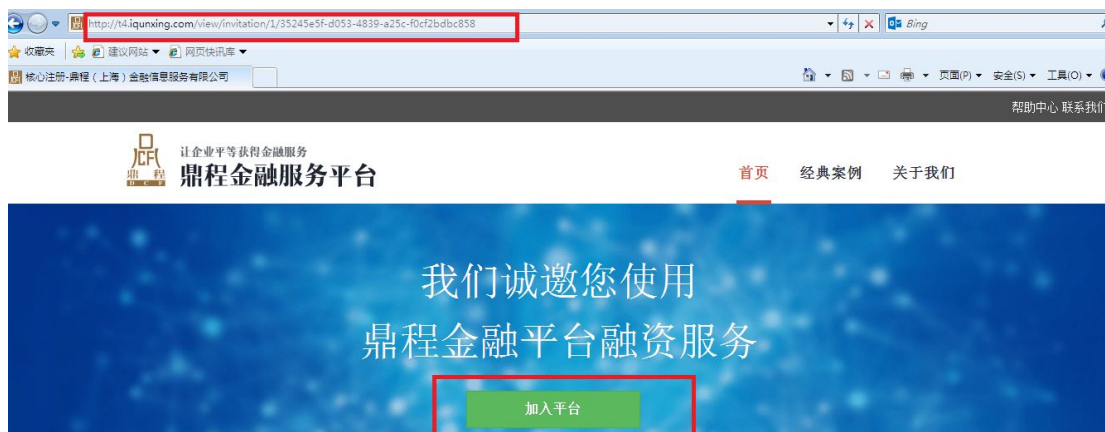 http://t4.iqunxing.com/view/invitation/1/35245e5f-d053-4839-a25c-f0cf2bdbc858
Bing
收藏夹 建议网站 网页快讯库
核心注册-鼎程（上海）金融信息服务有限公司
页面(P) 安全(S) 工具(O)
帮助中心 联系我们
DCF
鼎程
DCF
让企业平等获得金融服务
鼎程金融服务平台
首页 经典案例 关于我们
我们诚邀您使用
鼎程金融平台融资服务
加入平台